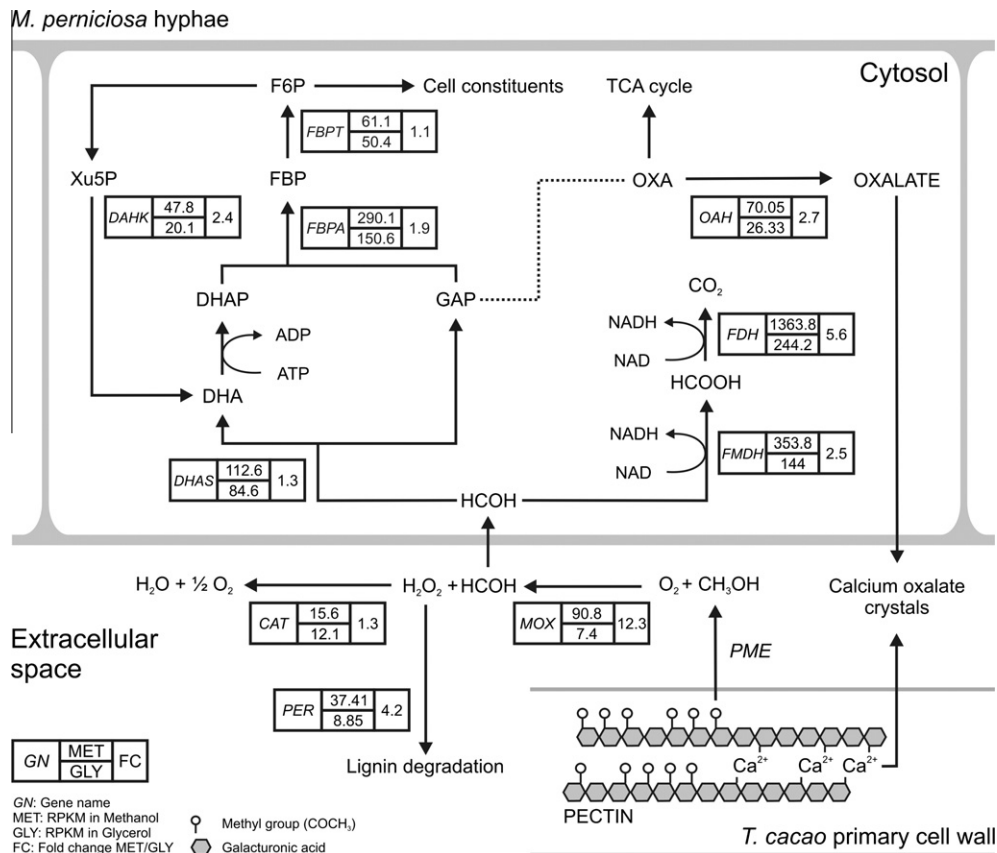 M. perniciosa hyphae
Cytosol
F6P
Cell constituents
TCA cycle
FBPT 61.1 50.4 1.1
Xu5P
FBP
OXA
OXALATE
DAHK 47.8 20.1 2.4
FBPA 290.1 150.6 1.9
OAH 70.05 26.33 2.7
DHAP
GAP
CO₂
ADP
ATP
NADH
NAD
FDH 1363.8 244.2 5.6
DHA
HCOOH
NADH
NAD
FMDH 353.8 144 2.5
DHAS 112.6 84.6 1.3
HCOH
H₂O + ½ O₂
H₂O₂ + HCOH
O₂ + CH₃OH
Calcium oxalate
crystals
CAT 15.6 12.1 1.3
MOX 90.8 7.4 12.3
Extracellular
space
PME
PER 37.41 8.85 4.2
Lignin degradation
Ca²⁺ Ca²⁺ Ca²⁺
PECTIN
T. cacao primary cell wall
GN MET GLY FC
GN: Gene name
MET: RPKM in Methanol
GLY: RPKM in Glycerol
FC: Fold change MET/GLY
Methyl group (COCH₃)
Galacturonic acid